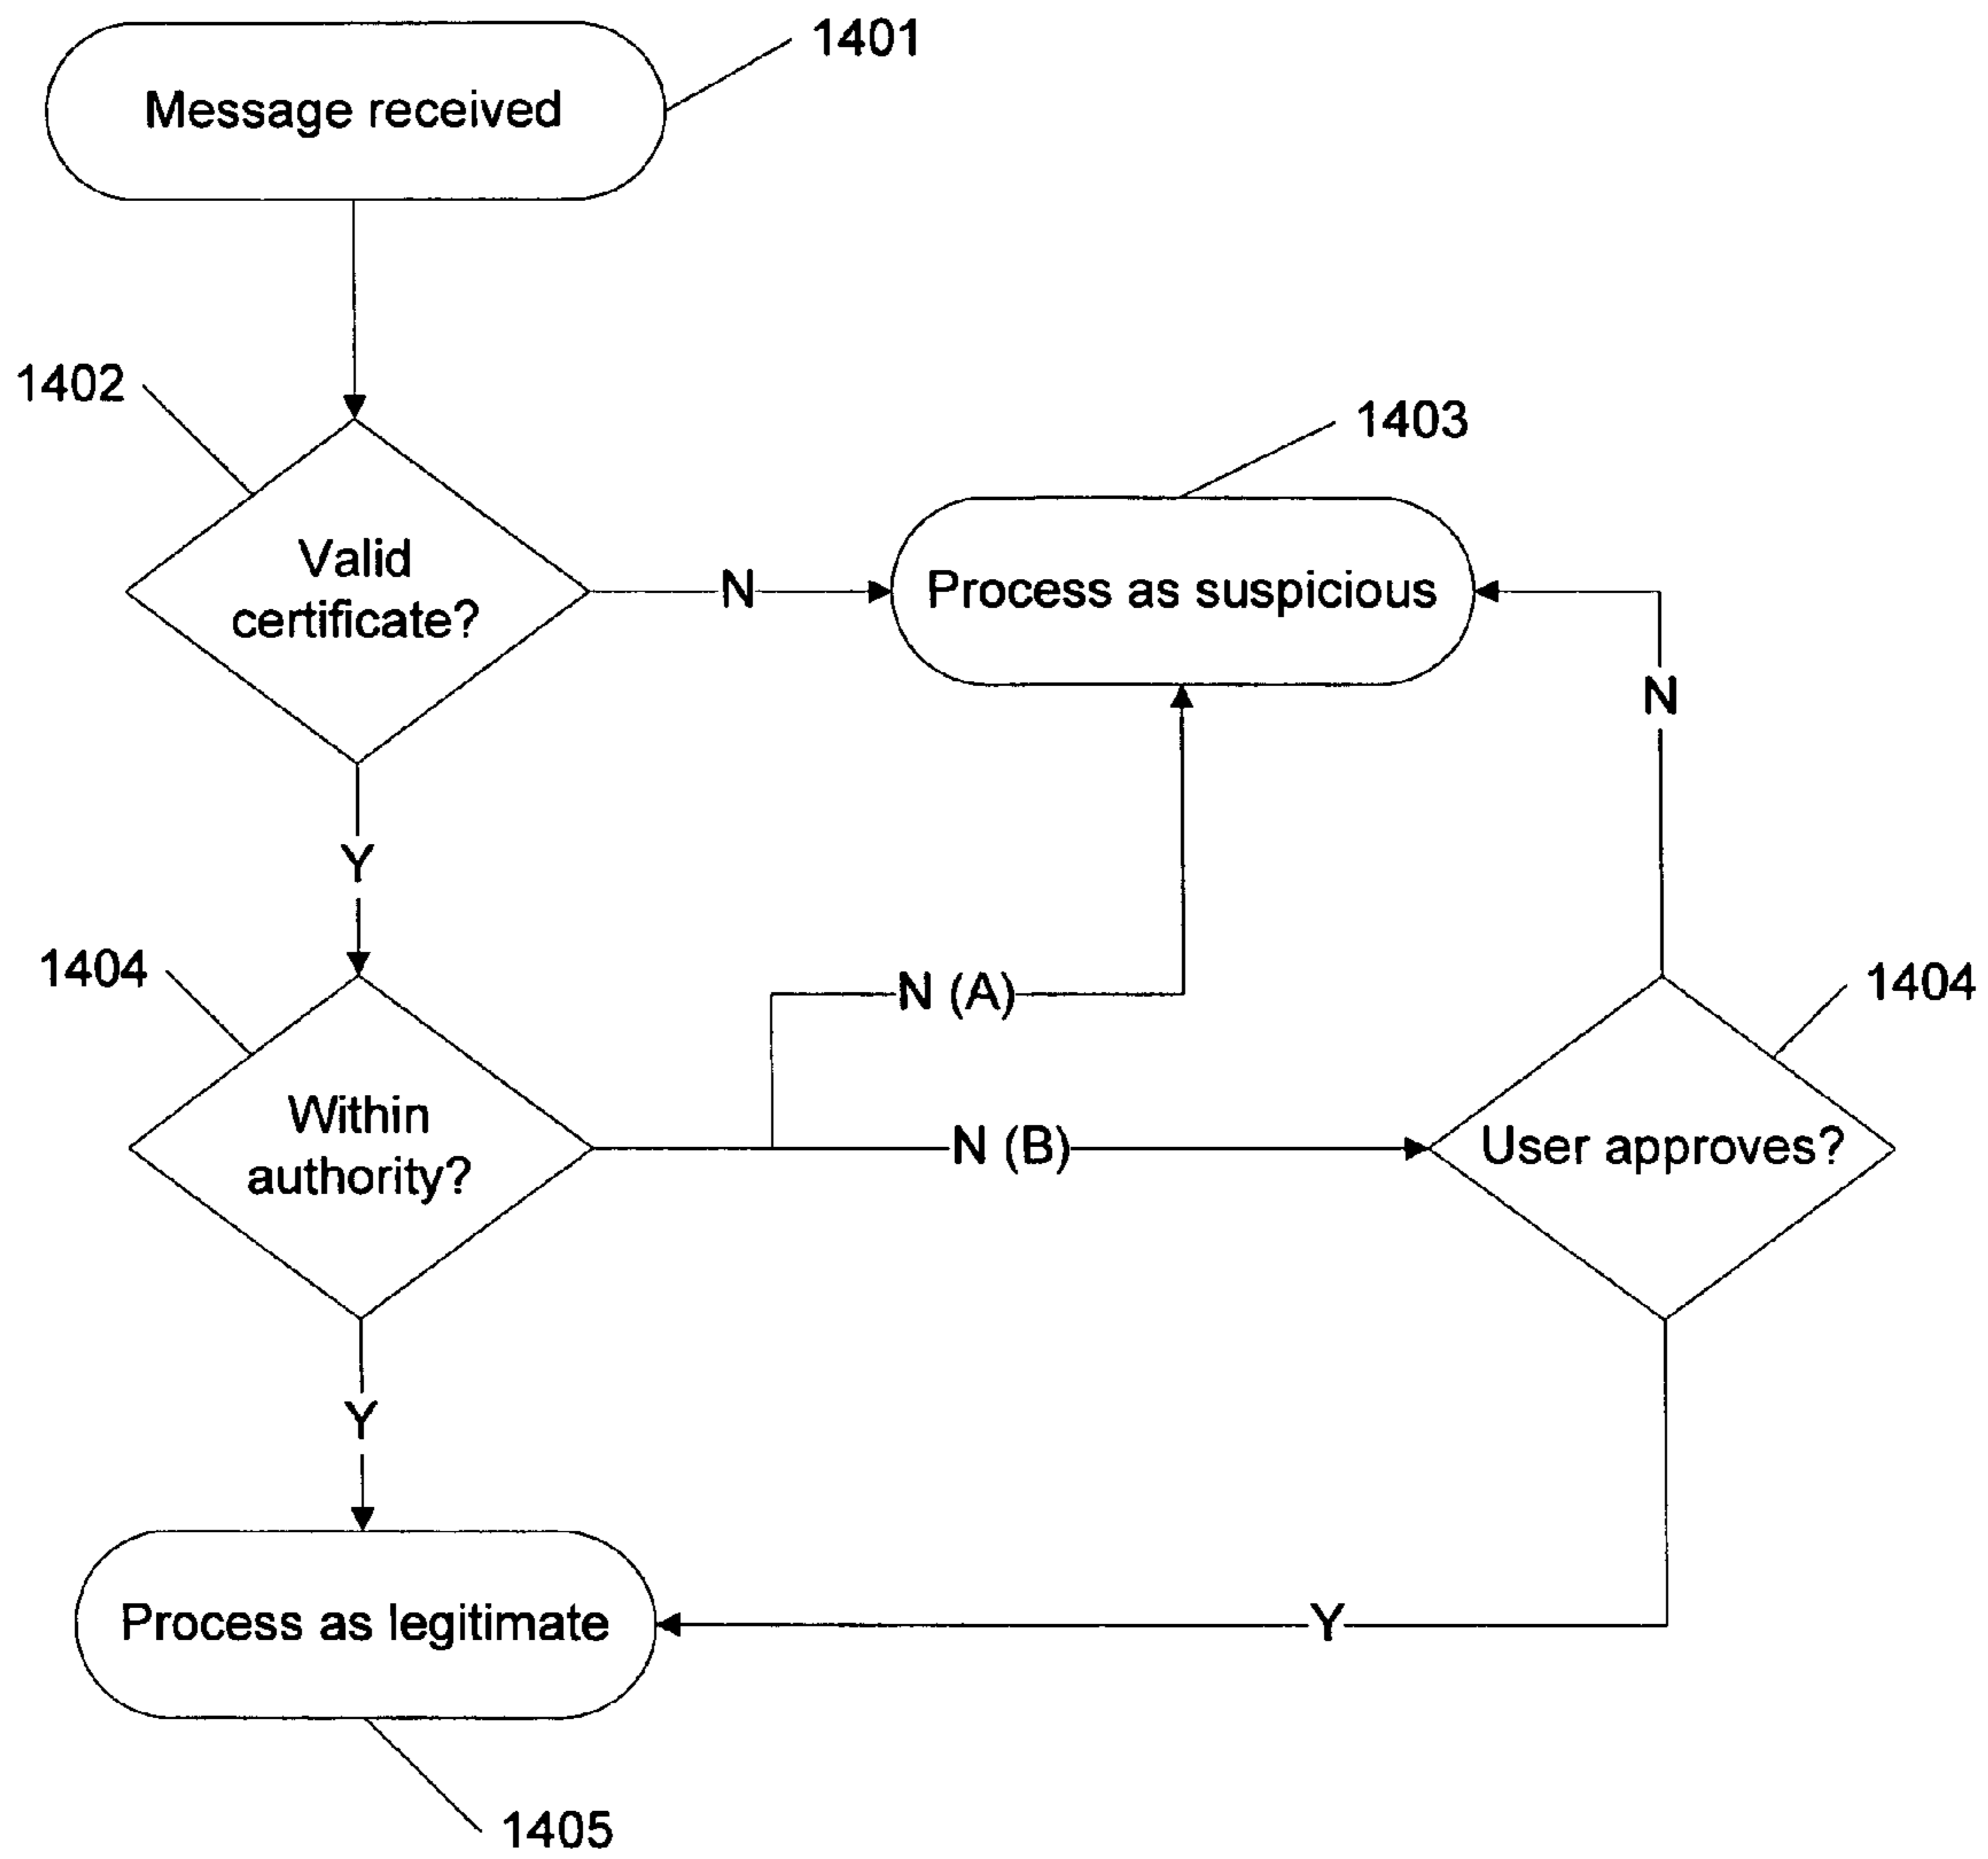 1401
Message received
1402
1403
Valid
certificate?
N
Process as suspicious
N
Y
1404
N (A)
1404
Within
authority?
N (B)
User approves?
Y
Process as legitimate
Y
1405